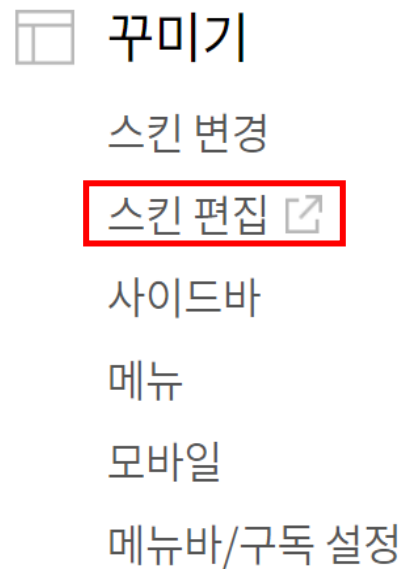 꾸미기
스킨 변경
스킨 편집
사이드바
메뉴
모바일
메뉴바/구독 설정